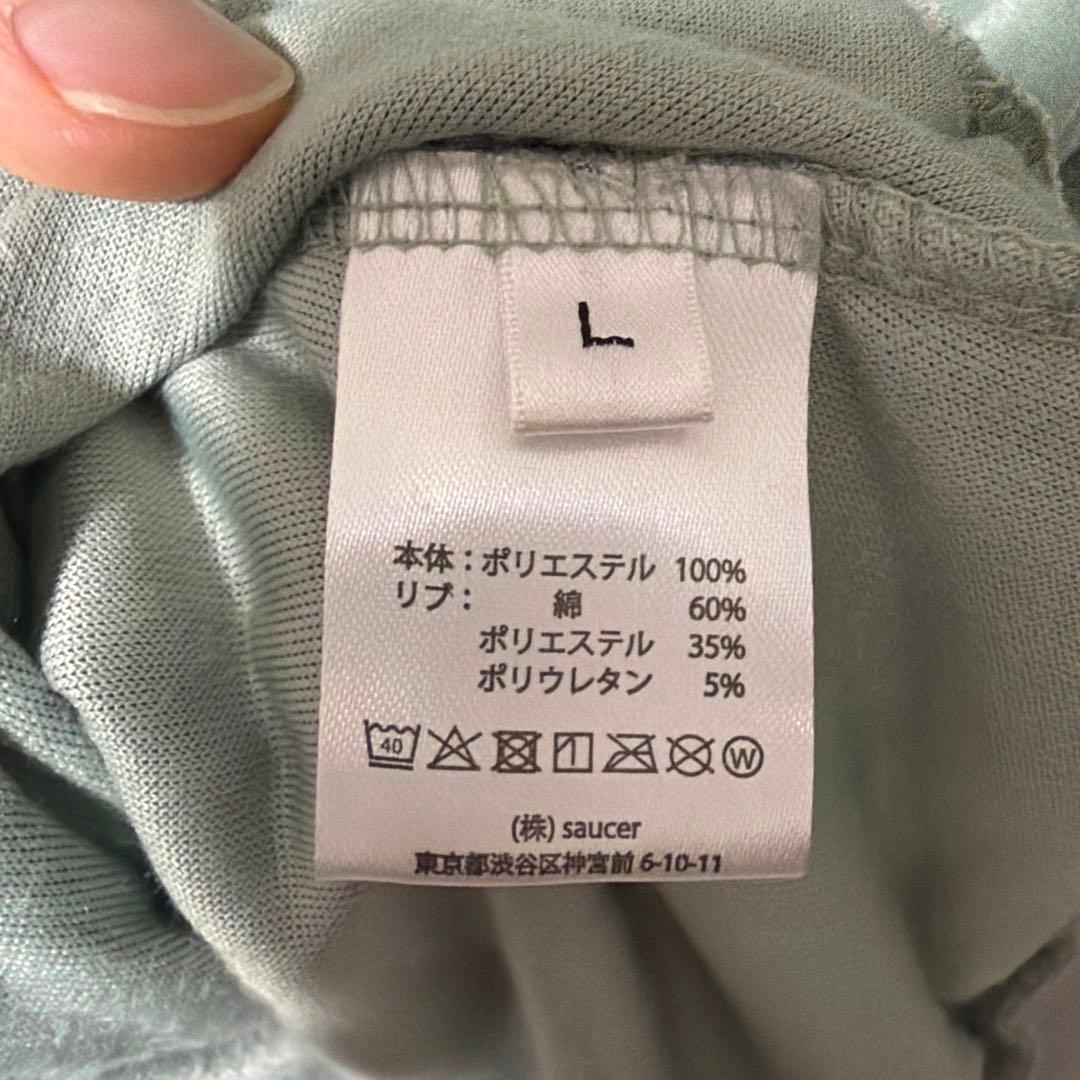 L
本体：ポリエステル 100%
リブ： 綿 60%
ポリエステル 35%
ポリウレタン 5%
40 W
(株) saucer
東京都渋谷区神宮前 6-10-11